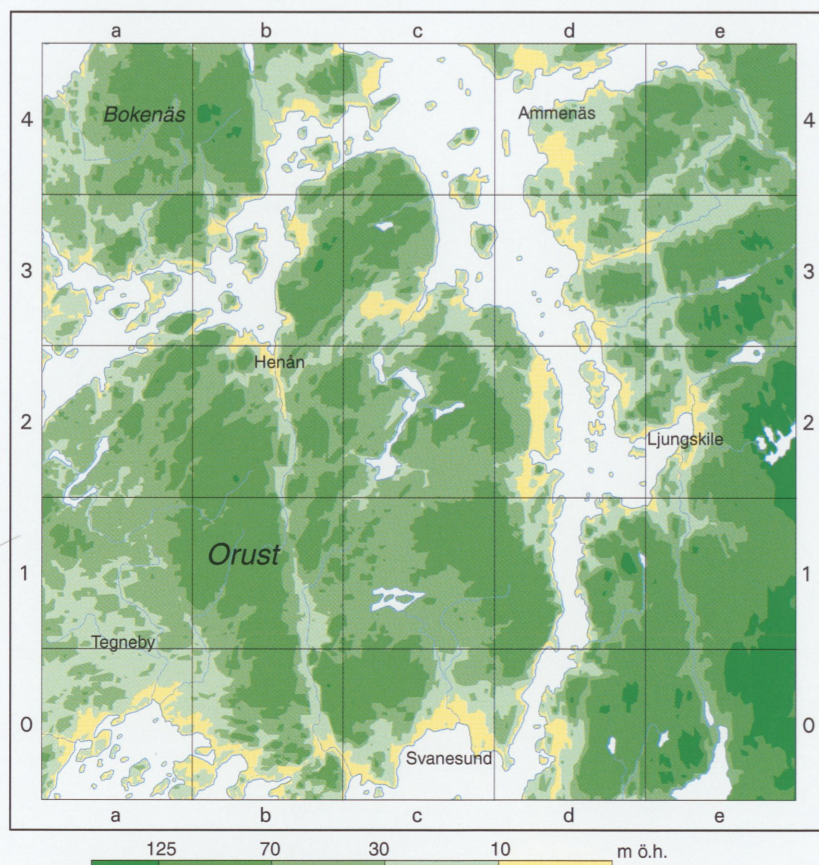 a b c d e
4 Bokenäs Ammenäs 4
3 3
Henån
2 Ljungskile 2
Orust
1 1
Tegneby
0 0
Svanesund
a b c d e
125 70 30 10 m ö.h.